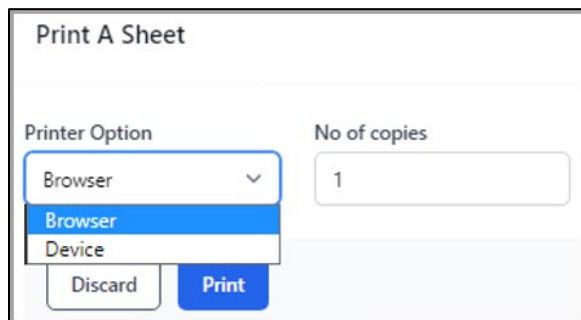 Print A Sheet
Printer Option
No of copies
Browser
1
Browser
Device
Discard
Print